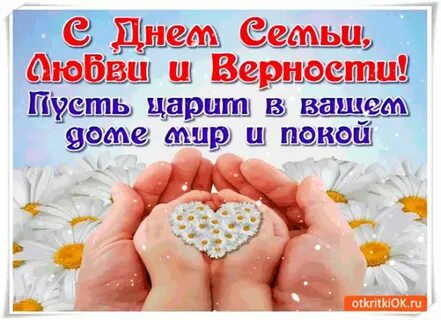 С Днем Семьи,
Любви и Верности!
Пусть царит в вашем
доме мир и покой
otkritkiOK.ru